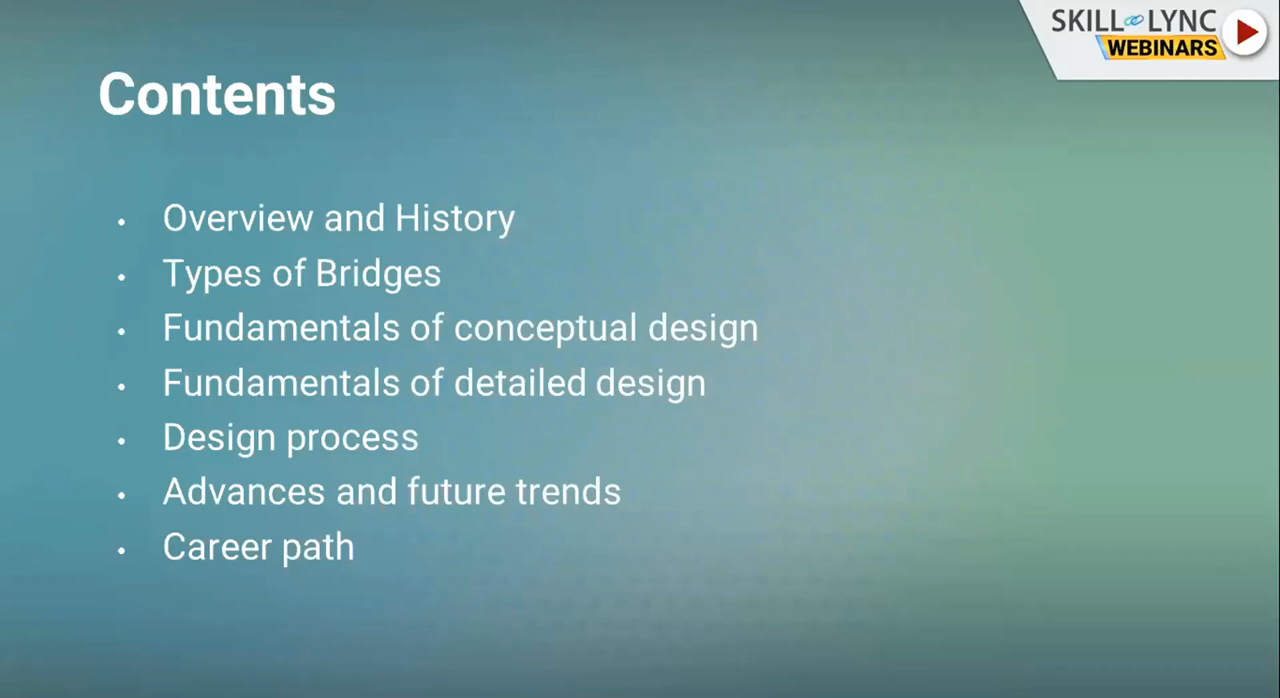 SKILL LYNC
WEBINARS
Contents
• Overview and History
• Types of Bridges
• Fundamentals of conceptual design
• Fundamentals of detailed design
• Design process
• Advances and future trends
• Career path